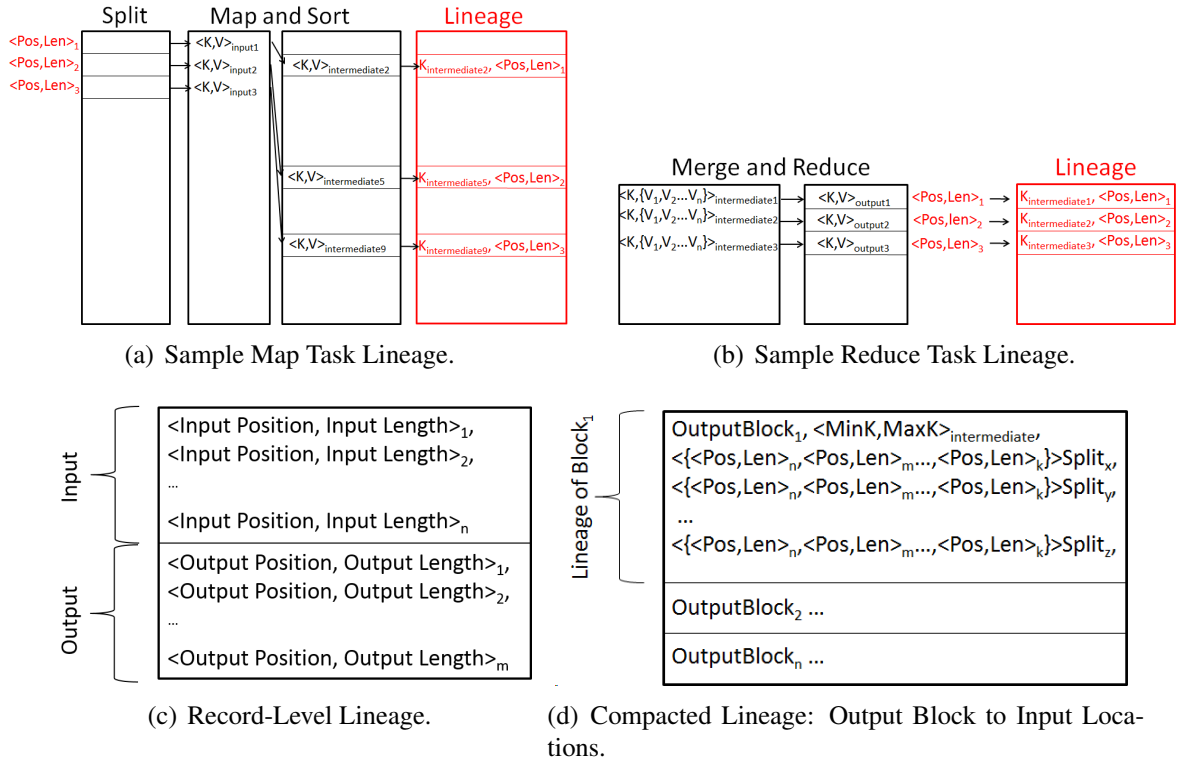 Split Map and Sort Lineage
<Pos,Len>1 <K,V>input1
<Pos,Len>2 <K,V>input2 <K,V>intermediate2 Kintermediate2, <Pos,Len>1
<Pos,Len>3 <K,V>input3
<K,V>intermediate5 Kintermediate5, <Pos,Len>2
<K,V>intermediate9 Kintermediate9, <Pos,Len>3
(a) Sample Map Task Lineage.
Merge and Reduce Lineage
<K,{V1,V2...Vn}>intermediate1 <K,V>output1 <Pos,Len>1 Kintermediate1, <Pos,Len>1
<K,{V1,V2...Vn}>intermediate2 <K,V>output2 <Pos,len>2 Kintermediate2, <Pos,Len>2
<K,{V1,V2...Vn}>intermediate3 <K,V>output3 <Pos,Len>3 Kintermediate3, <Pos,Len>3
(b) Sample Reduce Task Lineage.
Input
<Input Position, Input Length>1,
<Input Position, Input Length>2,
...
<Input Position, Input Length>n
Output
<Output Position, Output Length>1,
<Output Position, Output Length>2,
...
<Output Position, Output Length>m
(c) Record-Level Lineage.
Lineage of Block1
OutputBlock1, <MinK,MaxK>intermediate,
<{<Pos,Len>n,<Pos,Len>m...,<Pos,Len>k}>Splitx,
<{<Pos,Len>n,<Pos,Len>m...,<Pos,Len>k}>Splity,
...
<{<Pos,Len>n,<Pos,Len>m...,<Pos,Len>k}>Splitz,
OutputBlock2 ...
OutputBlockn ...
(d) Compacted Lineage: Output Block to Input Loca-
tions.